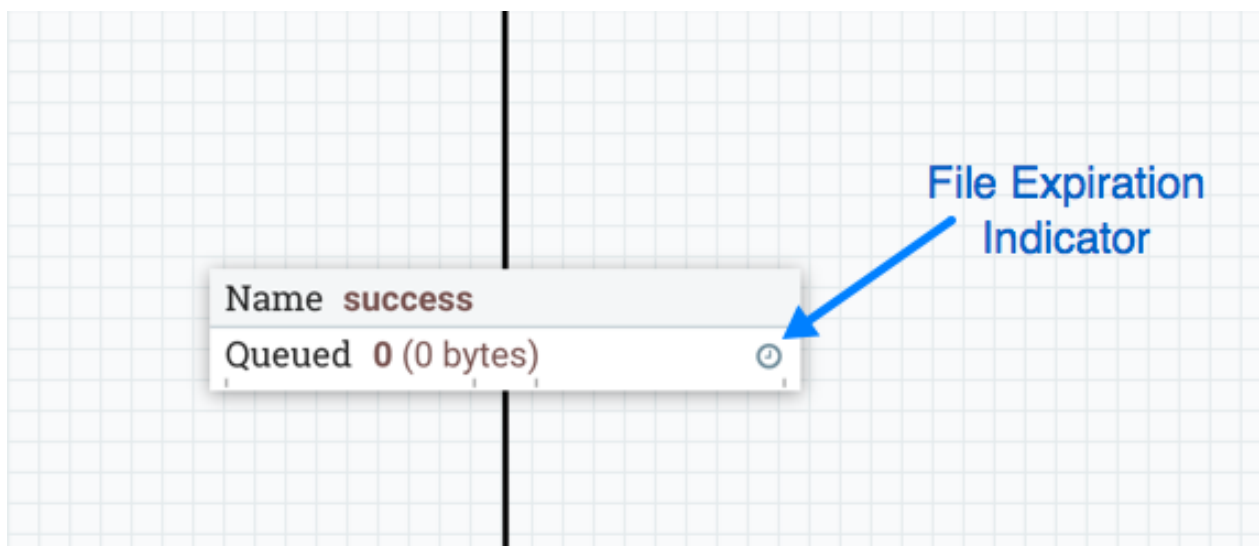 File Expiration
Indicator
Name success
Queued 0 (0 bytes)